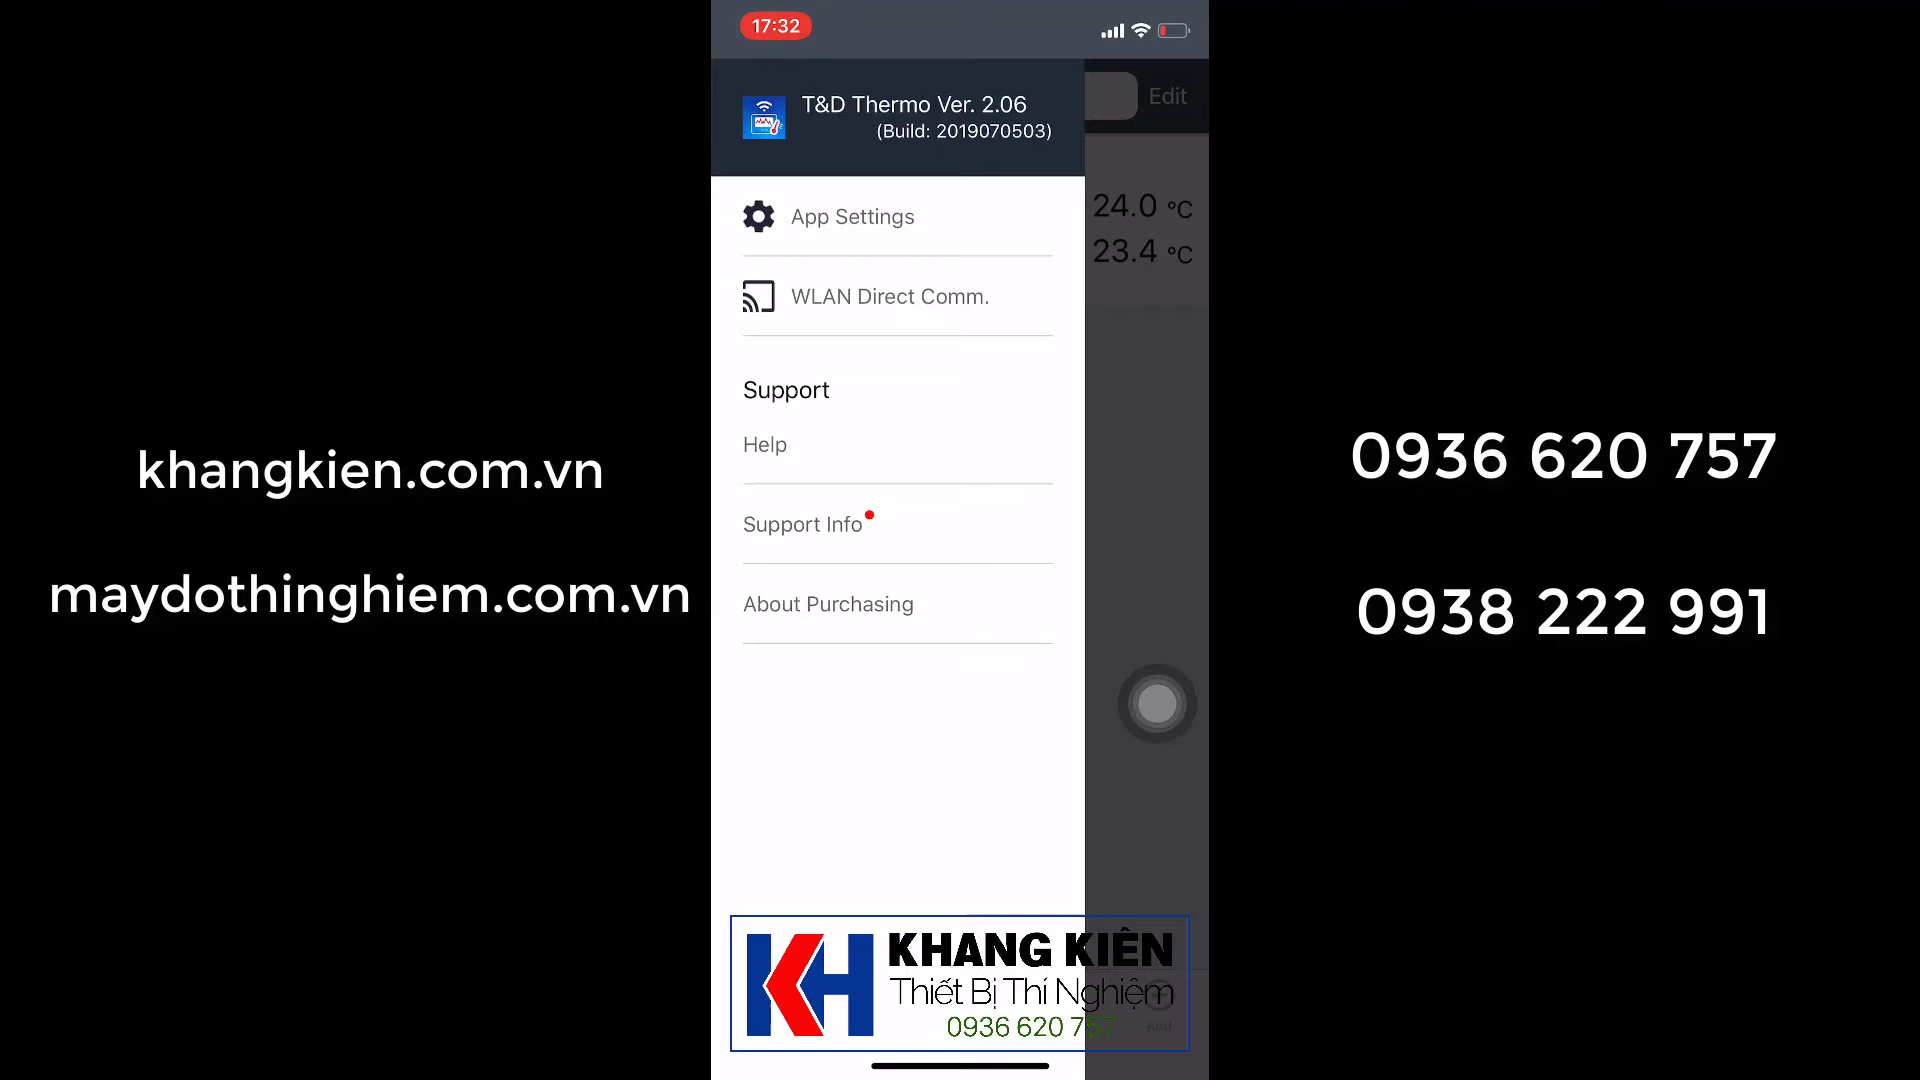 17:32
T&D Thermo Ver. 2.06
(Build: 2019070503)
Edit
App Settings
24.0 °C
23.4 °C
WLAN Direct Comm.
Support
Help
Support Info
About Purchasing
khangkien.com.vn
maydothinghiem.com.vn
0936 620 757
0938 222 991
KH
KHANG KIÊN
Thiết Bị Thí Nghiệm
0936 620 757
Add